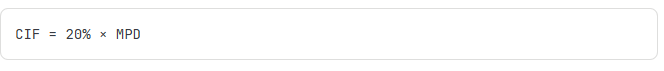 CIF = 20% × MPD